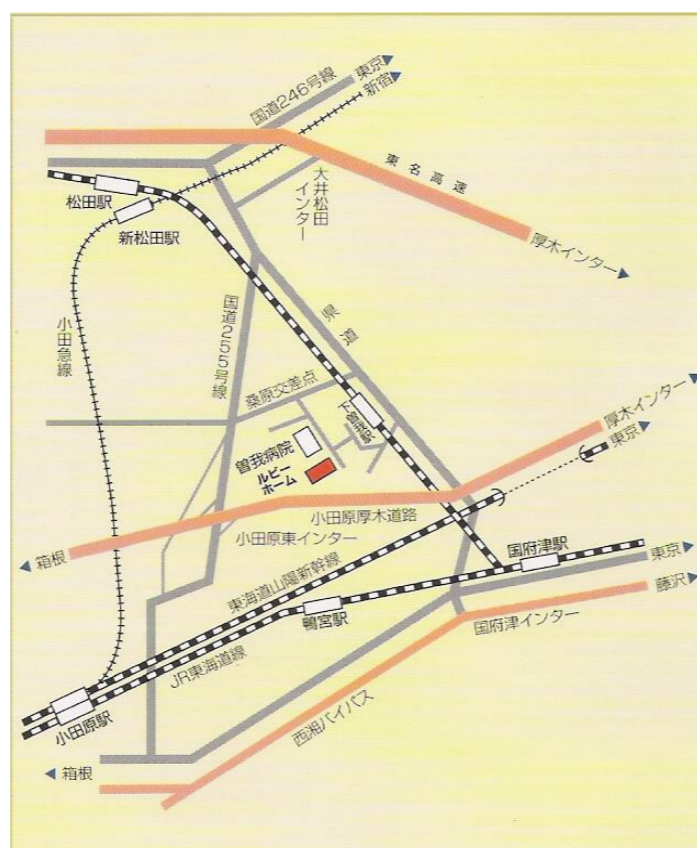 国道246号線
東京
新宿
東名高速
大井松田
インター
松田駅
新松田駅
厚木インター
小田急線
国道255号線
県道
桑原交差点
下曽我駅
曽我病院
ルビー
ホーム
厚木インター
東京
小田原厚木道路
小田原東インター
箱根
国府津駅
東京
東海道山陽新幹線
藤沢
鴨宮駅
国府津インター
JR東海道線
小田原駅
西湘バイパス
箱根